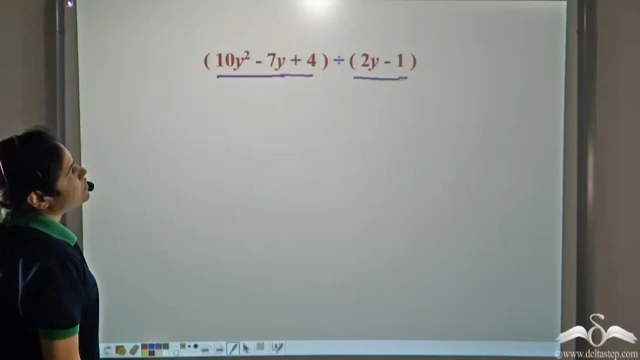 ( 10y² - 7y + 4 ) ÷ ( 2y - 1 )
©www.deltastep.com